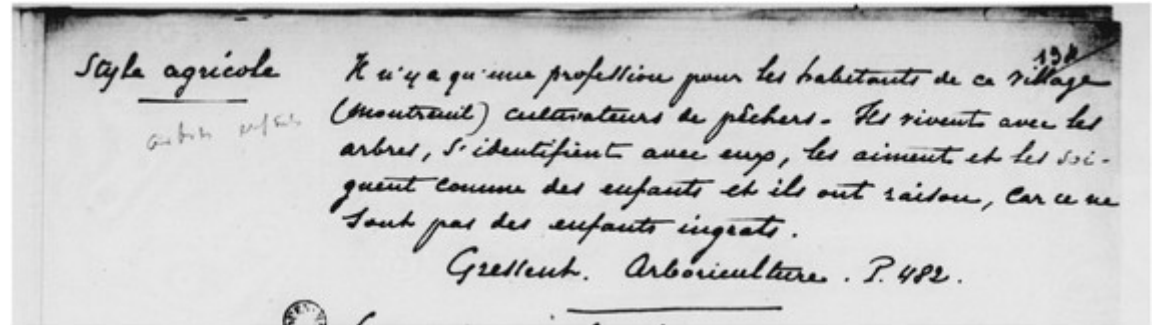 194
Style agricole
Il n'y a qu'une profession pour les habitants de ce village
(Montreuil) cultivateurs de pêchers. Ils vivent avec les
arbres, s'identifient avec eux, les aiment et les soi-
gnent comme des enfants et ils ont raison, car ce ne
sont pas des enfants ingrats.
Gressent. Arboriculture. P. 482.